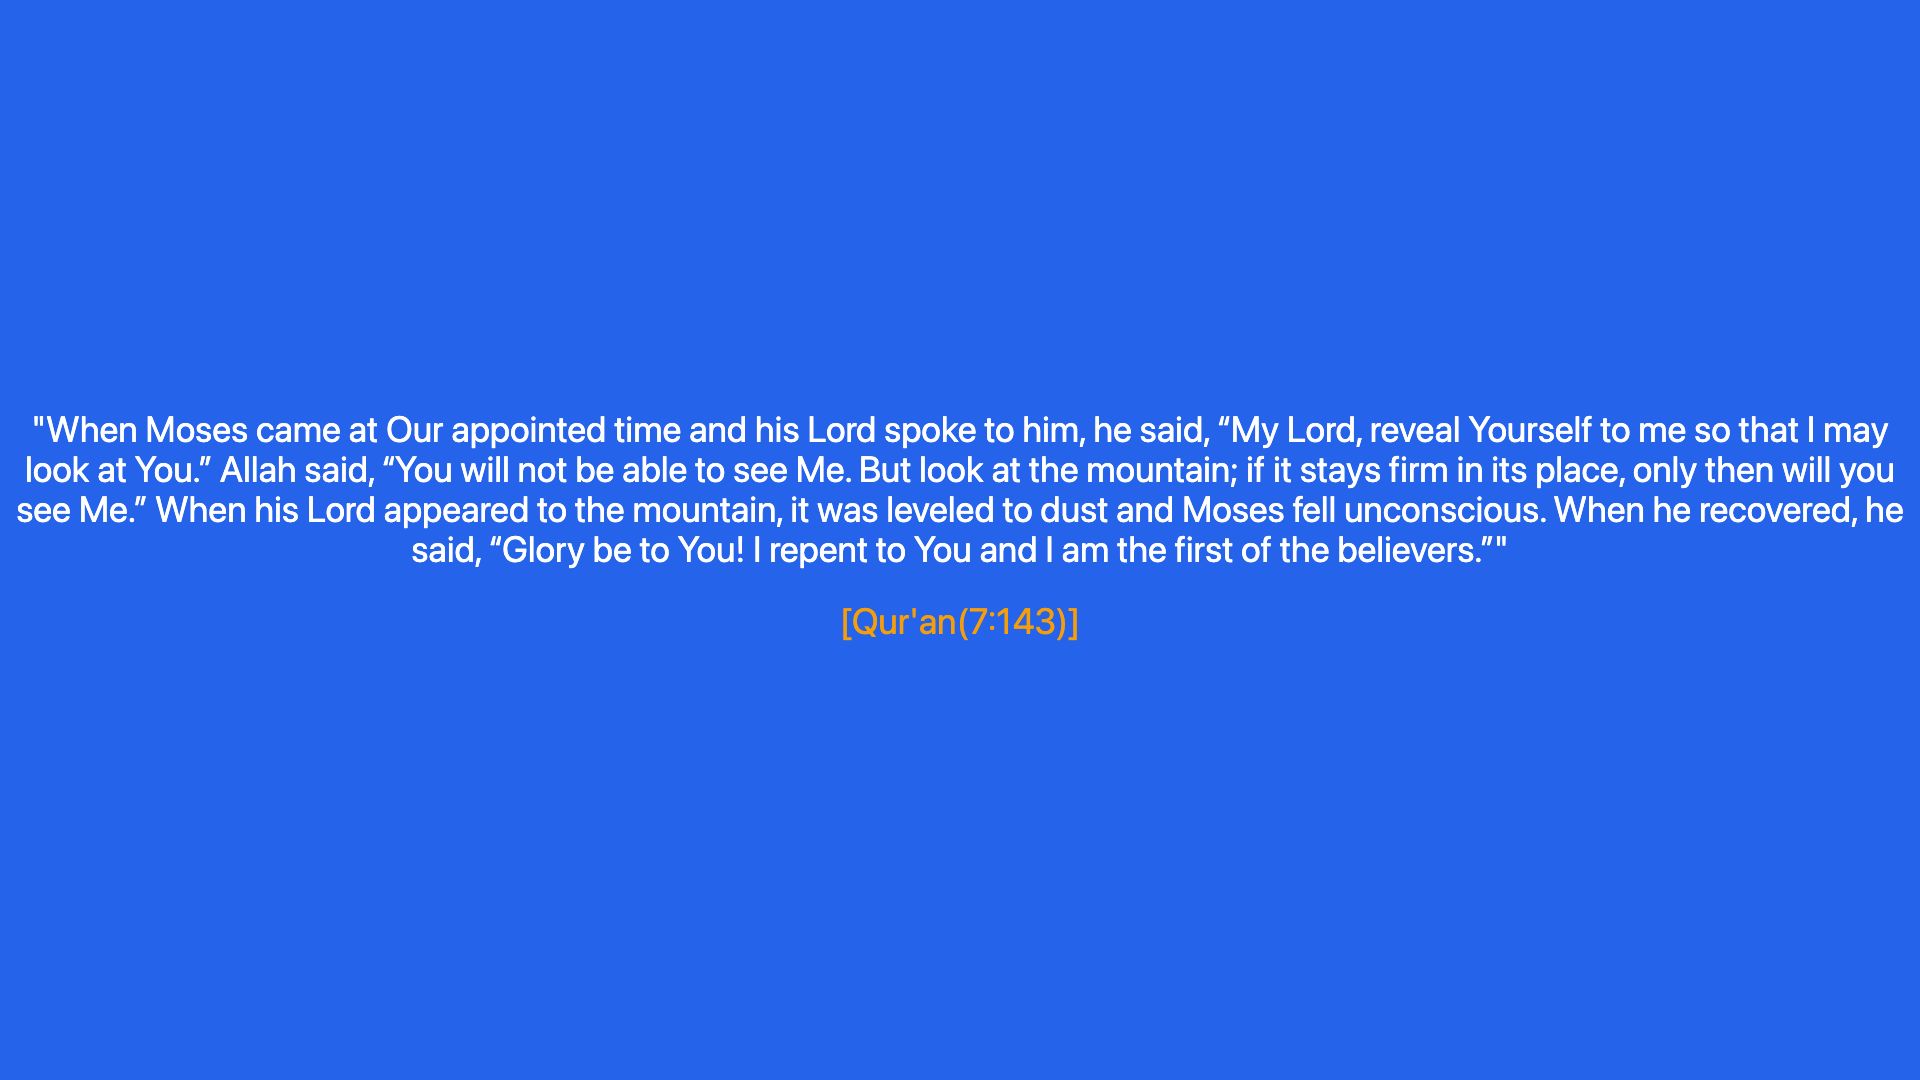 "When Moses came at Our appointed time and his Lord spoke to him, he said, “My Lord, reveal Yourself to me so that I may
look at You.” Allah said, “You will not be able to see Me. But look at the mountain; if it stays firm in its place, only then will you
see Me.” When his Lord appeared to the mountain, it was leveled to dust and Moses fell unconscious. When he recovered, he
said, “Glory be to You! I repent to You and I am the first of the believers.”"
[Qur'an(7:143)]